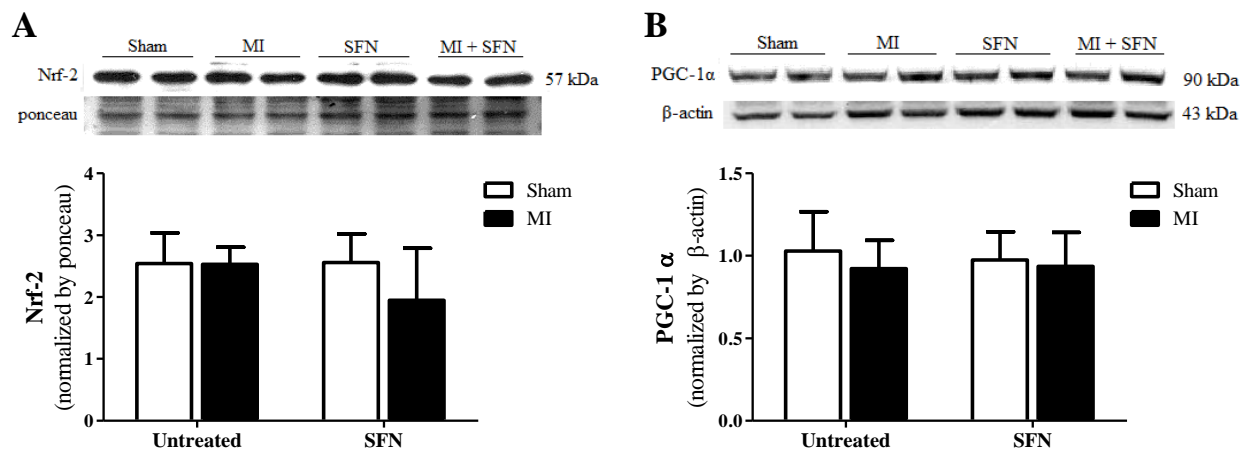 A
Sham MI SFN MI + SFN
Nrf-2 57 kDa
ponceau
4
3
2
1
0
Nrf-2
(normalized by ponceau)
Sham
MI
Untreated SFN
B
Sham MI SFN MI + SFN
PGC-1α 90 kDa
β-actin 43 kDa
1.5
1.0
0.5
0.0
PGC-1 α
(normalized by β-actin)
Sham
MI
Untreated SFN